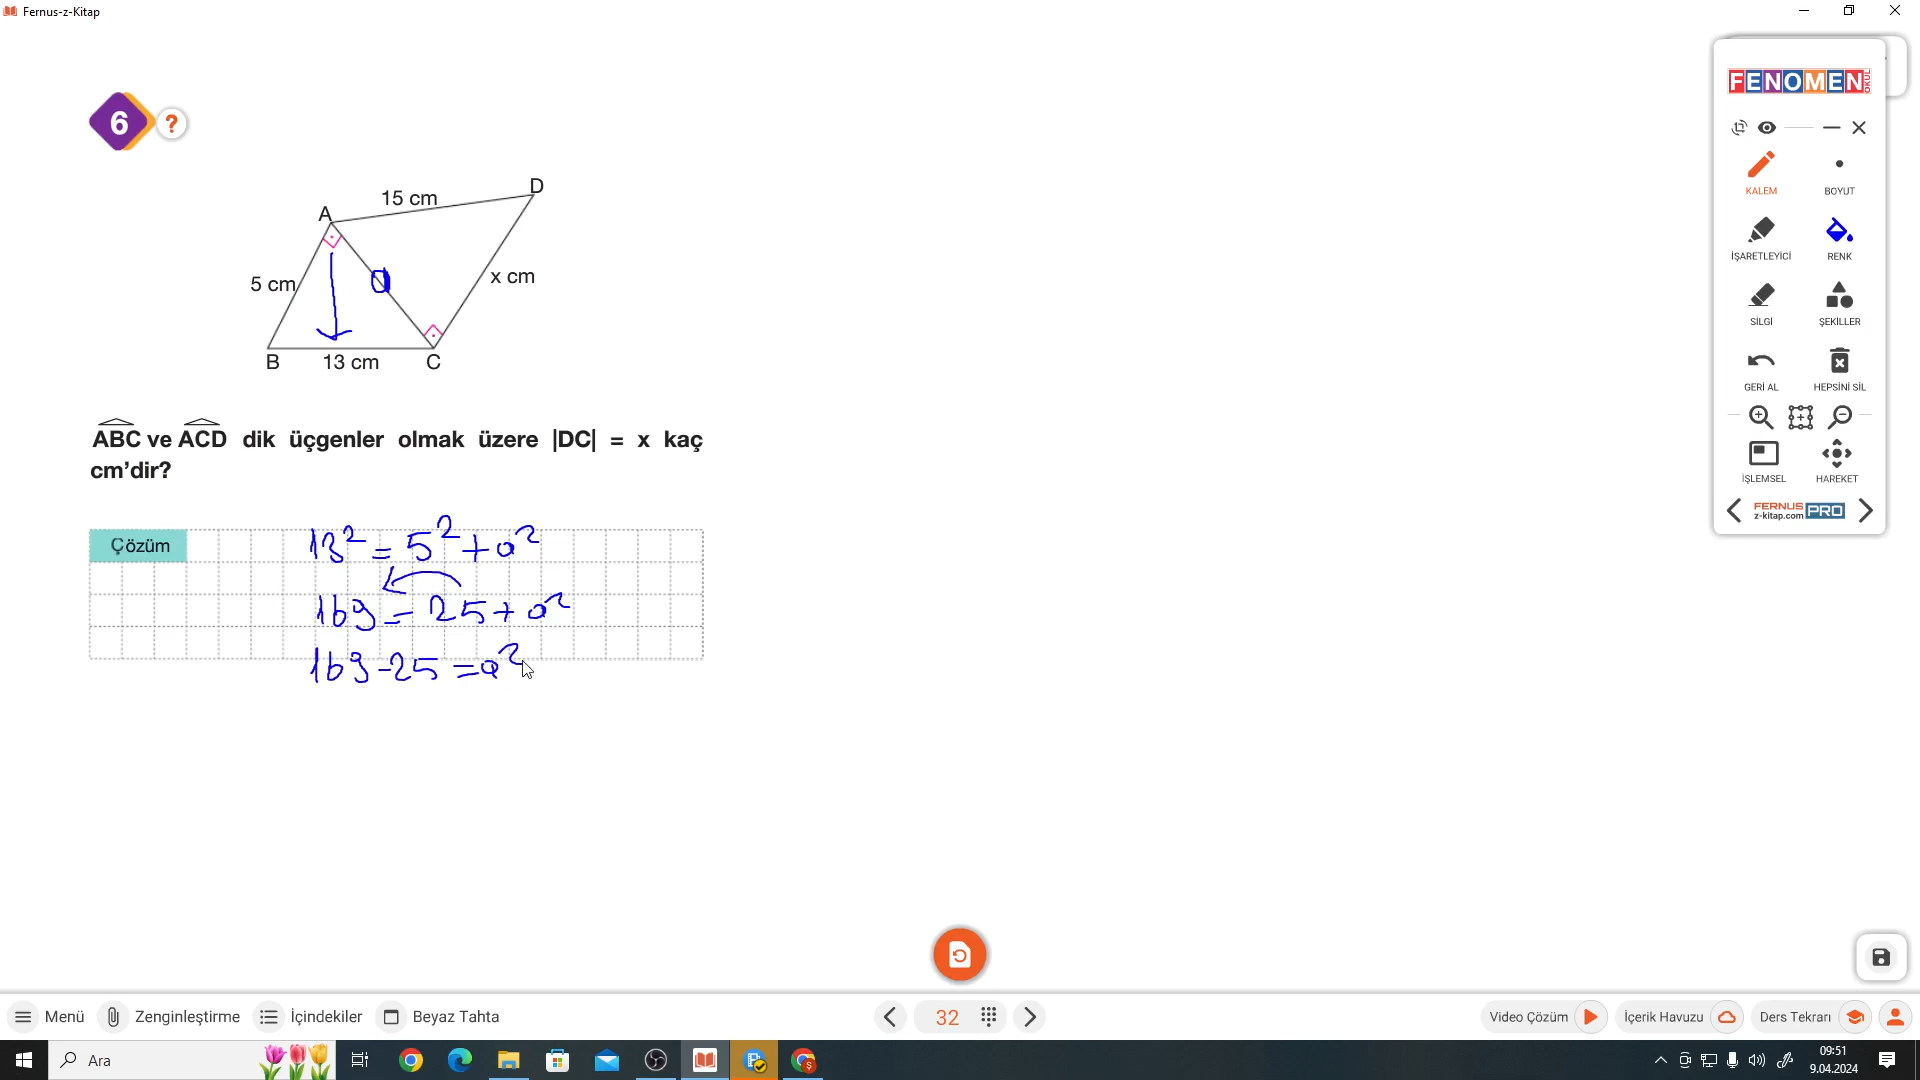 Fernus-z-Kitap
6 ?
D
15 cm
A
5 cm
x cm
a
B 13 cm C
ABC ve ACD dik üçgenler olmak üzere |DC| = x kaç
cm'dir?
Çözüm
13² = 5² + a²
169 = 25 + a²
169 - 25 = a²
FENOMEN OKUL
KALEM BOYUT
İŞARETLEYİCİ RENK
SİLGİ ŞEKİLLER
GERİ AL HEPSİNİ SİL
İŞLEMSEL HAREKET
FERNUS z-kitap.com PRO
Menü Zenginleştirme İçindekiler Beyaz Tahta 32 Video Çözüm İçerik Havuzu Ders Tekrarı
Ara
09:51
9.04.2024